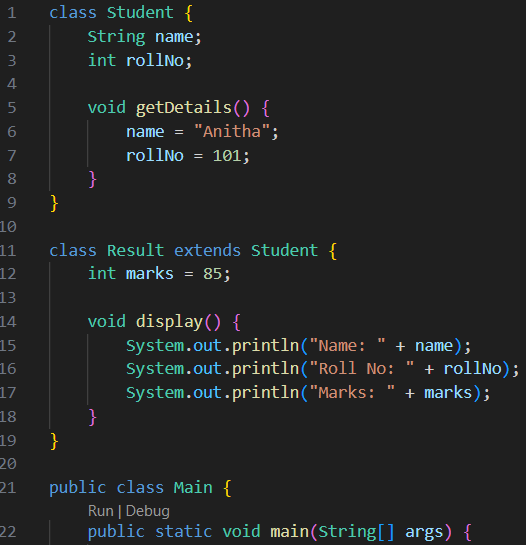 1 class Student {
2     String name;
3     int rollNo;
4
5     void getDetails() {
6         name = "Anitha";
7         rollNo = 101;
8     }
9 }
10
11 class Result extends Student {
12     int marks = 85;
13
14     void display() {
15         System.out.println("Name: " + name);
16         System.out.println("Roll No: " + rollNo);
17         System.out.println("Marks: " + marks);
18     }
19 }
20
21 public class Main {
Run | Debug
22     public static void main(String[] args) {